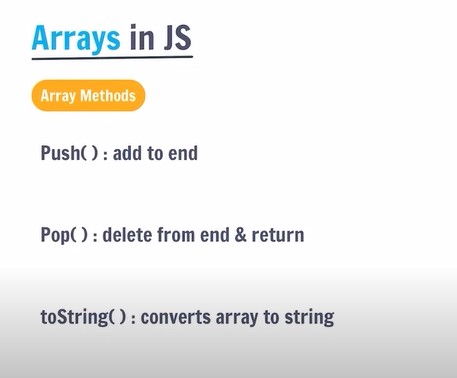 Arrays in JS
Array Methods
Push( ) : add to end
Pop( ) : delete from end & return
toString( ) : converts array to string